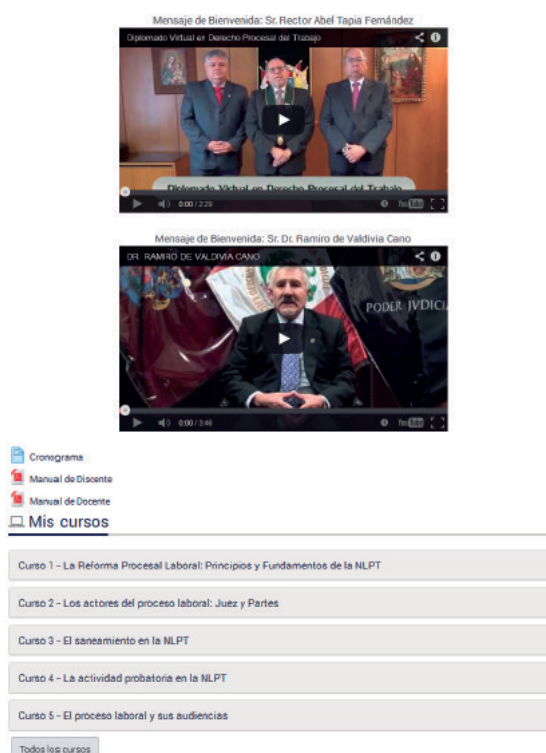 Mensaje de Bienvenida: Sr. Rector Abel Tapia Fernández
Diplomado Virtual en Derecho Procesal del Trabajo
Diplomado Virtual en Derecho Procesal del Trabajo
0:00 / 2:29
YouTube
Mensaje de Bienvenida: Sr. Dr. Ramiro de Valdivia Cano
DR. RAMIRO DE VALDIVIA CANO
PODER JVDICI
0:00 / 3:46
YouTube
Cronograma
Manual de Discente
Manual de Docente
Mis cursos
Curso 1 - La Reforma Procesal Laboral: Principios y Fundamentos de la NLPT
Curso 2 - Los actores del proceso laboral: Juez y Partes
Curso 3 - El saneamiento en la NLPT
Curso 4 - La actividad probatoria en la NLPT
Curso 5 - El proceso laboral y sus audiencias
Todos los cursos